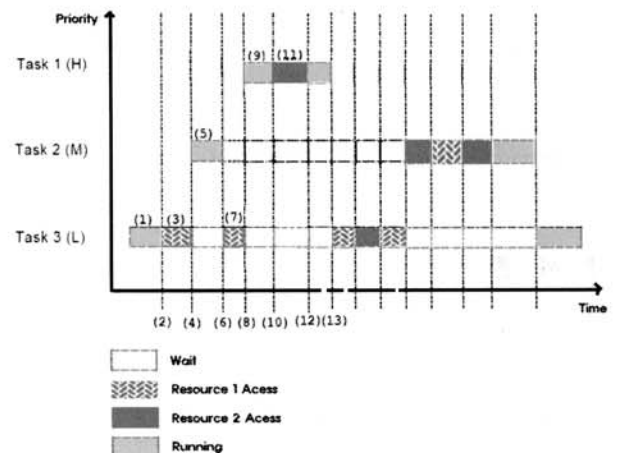 Priority
Task 1 (H)
(9) (11)
Task 2 (M)
(5)
Task 3 (L)
(1) (3) (7)
Time
(2) (4) (6) (8) (10) (12) (13)
Wait
Resource 1 Acess
Resource 2 Acess
Running